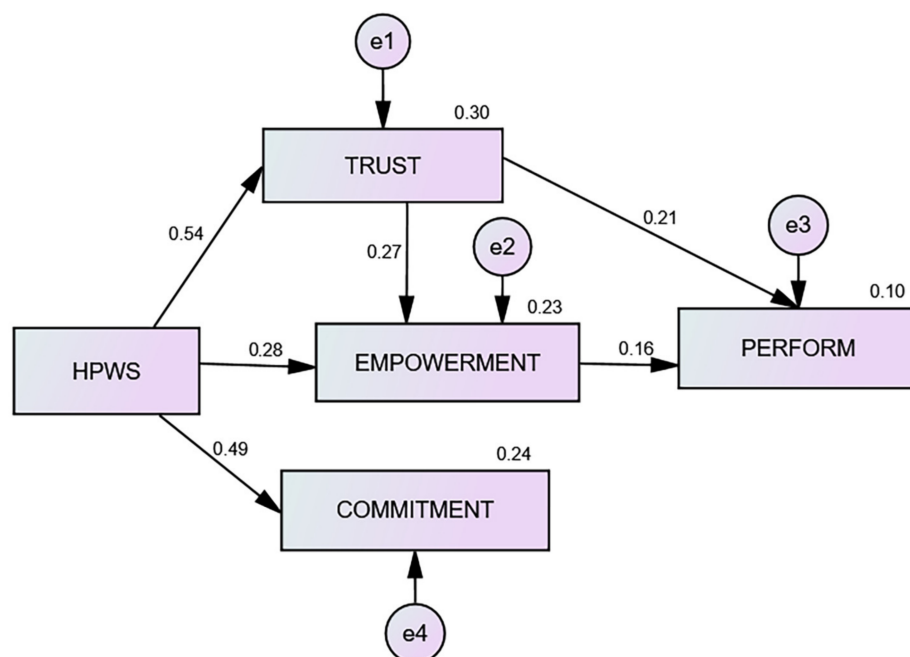 e1
0.30
TRUST
0.54
0.27
e2
0.21
e3
0.23
0.10
HPWS
0.28
EMPOWERMENT
0.16
PERFORM
0.49
0.24
COMMITMENT
e4